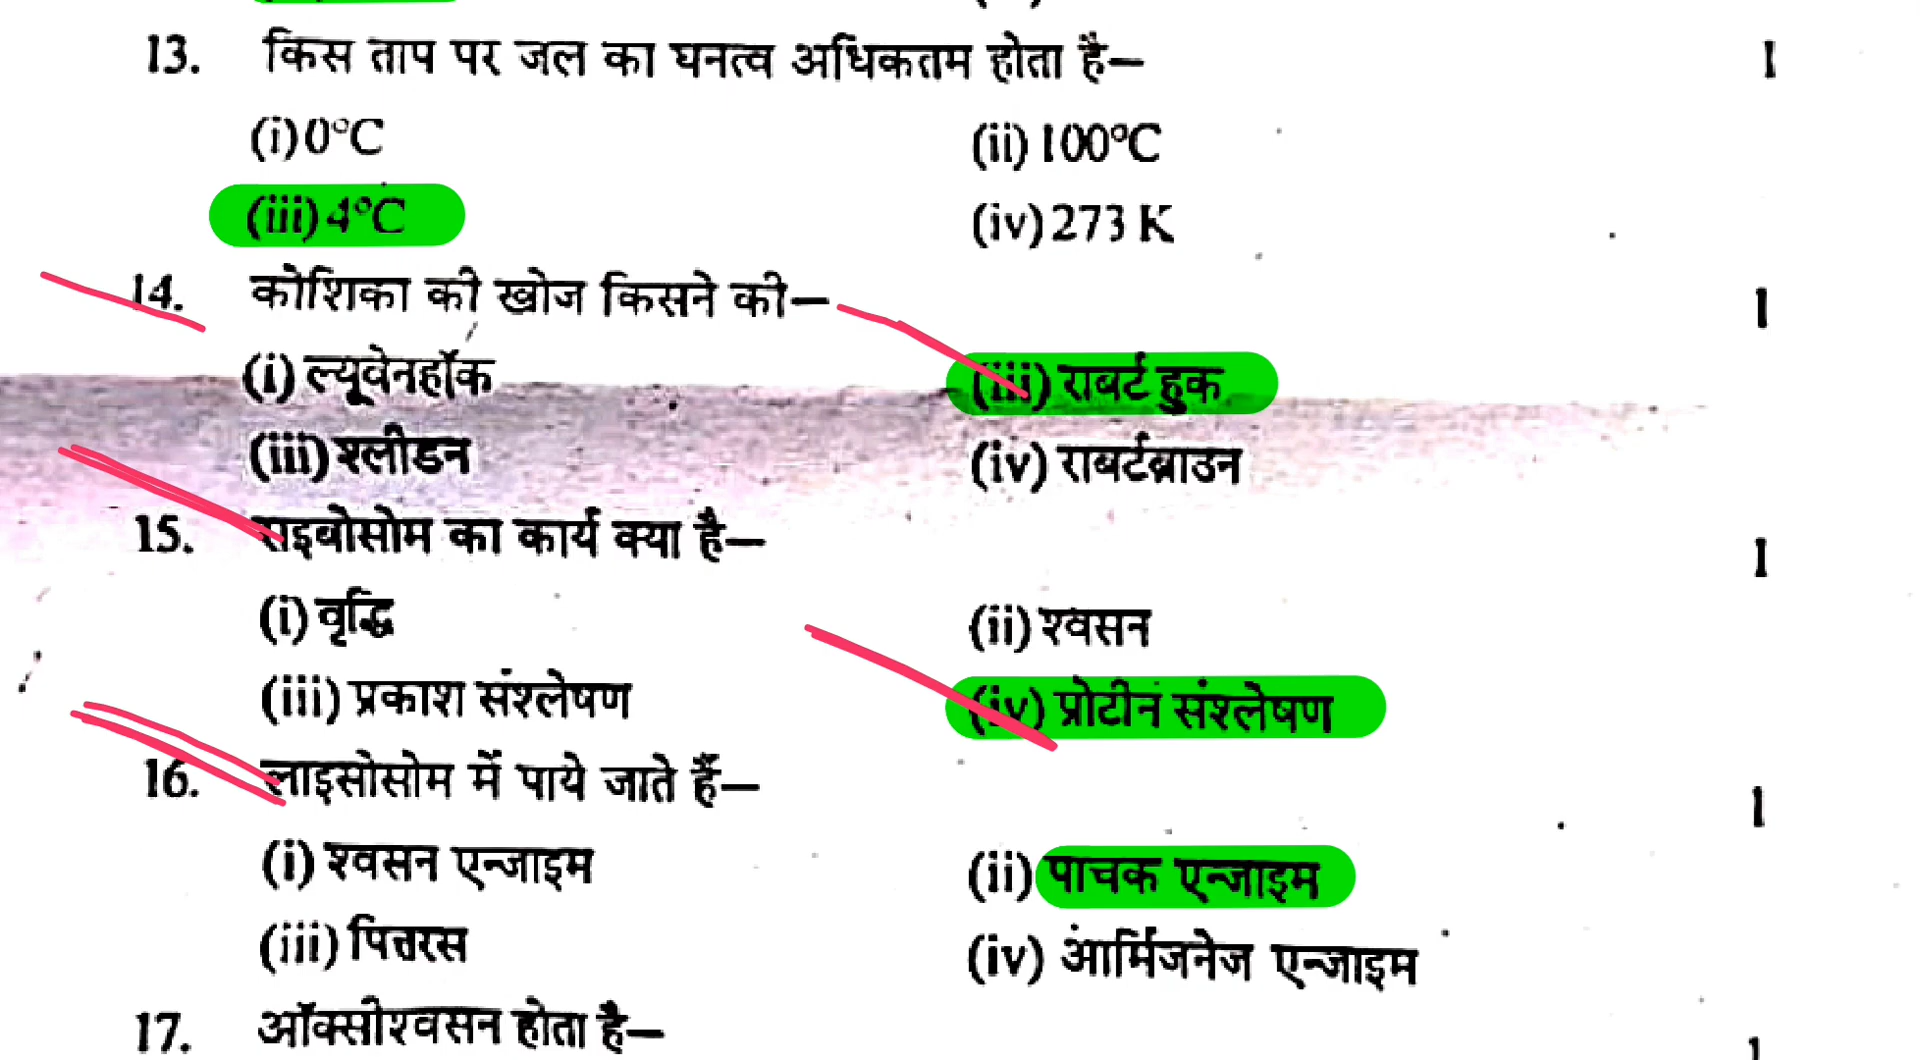 13. किस ताप पर जल का घनत्व अधिकतम होता है— 1
(i) 0°C (ii) 100°C
(iii) 4°C (iv) 273 K
14. कोशिका की खोज किसने की— 1
(i) ल्यूवेनहॉक (iii) राबर्ट हुक
(iii) श्लीडन (iv) राबर्टब्राउन
15. राइबोसोम का कार्य क्या है— 1
(i) वृद्धि (ii) श्वसन
(iii) प्रकाश संश्लेषण (iv) प्रोटीन संश्लेषण
16. लाइसोसोम में पाये जाते हैं— 1
(i) श्वसन एन्जाइम (ii) पाचक एन्जाइम
(iii) पित्तरस (iv) आर्मिजनेज एन्जाइम
17. ऑक्सीश्वसन होता है— 1